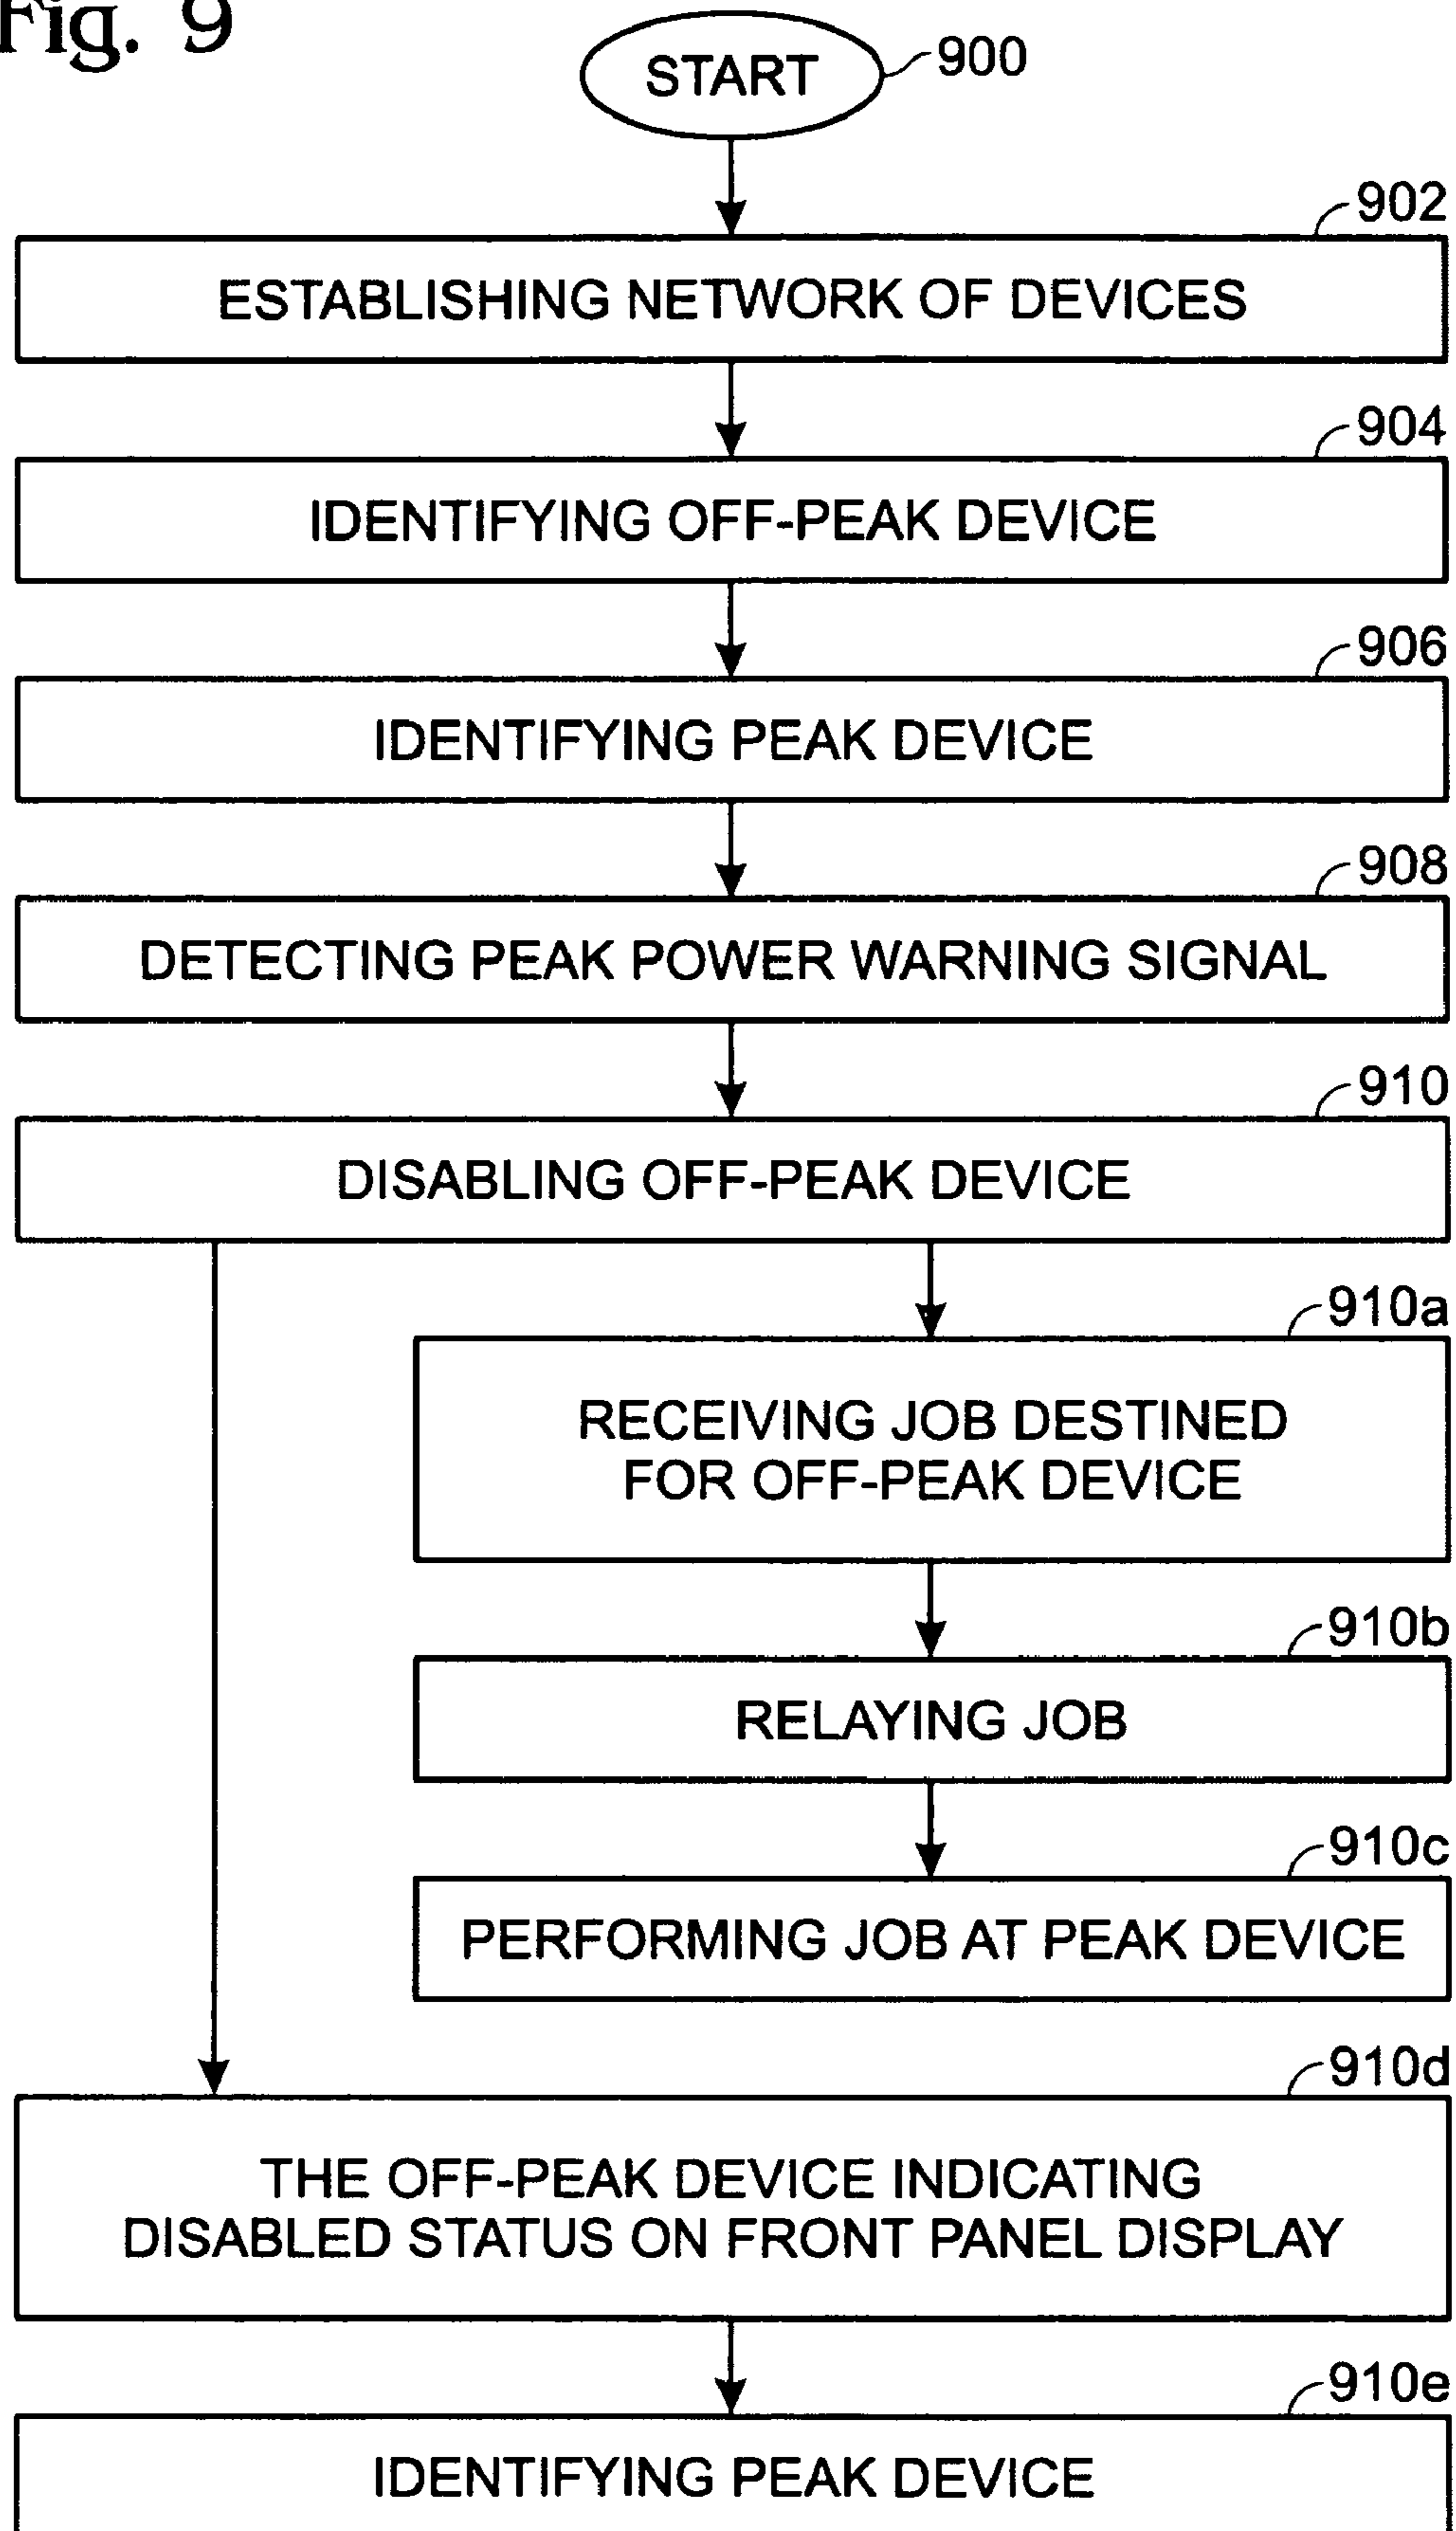 Fig. 9
START
900
902
ESTABLISHING NETWORK OF DEVICES
904
IDENTIFYING OFF-PEAK DEVICE
906
IDENTIFYING PEAK DEVICE
908
DETECTING PEAK POWER WARNING SIGNAL
910
DISABLING OFF-PEAK DEVICE
910a
RECEIVING JOB DESTINED
FOR OFF-PEAK DEVICE
910b
RELAYING JOB
910c
PERFORMING JOB AT PEAK DEVICE
910d
THE OFF-PEAK DEVICE INDICATING
DISABLED STATUS ON FRONT PANEL DISPLAY
910e
IDENTIFYING PEAK DEVICE